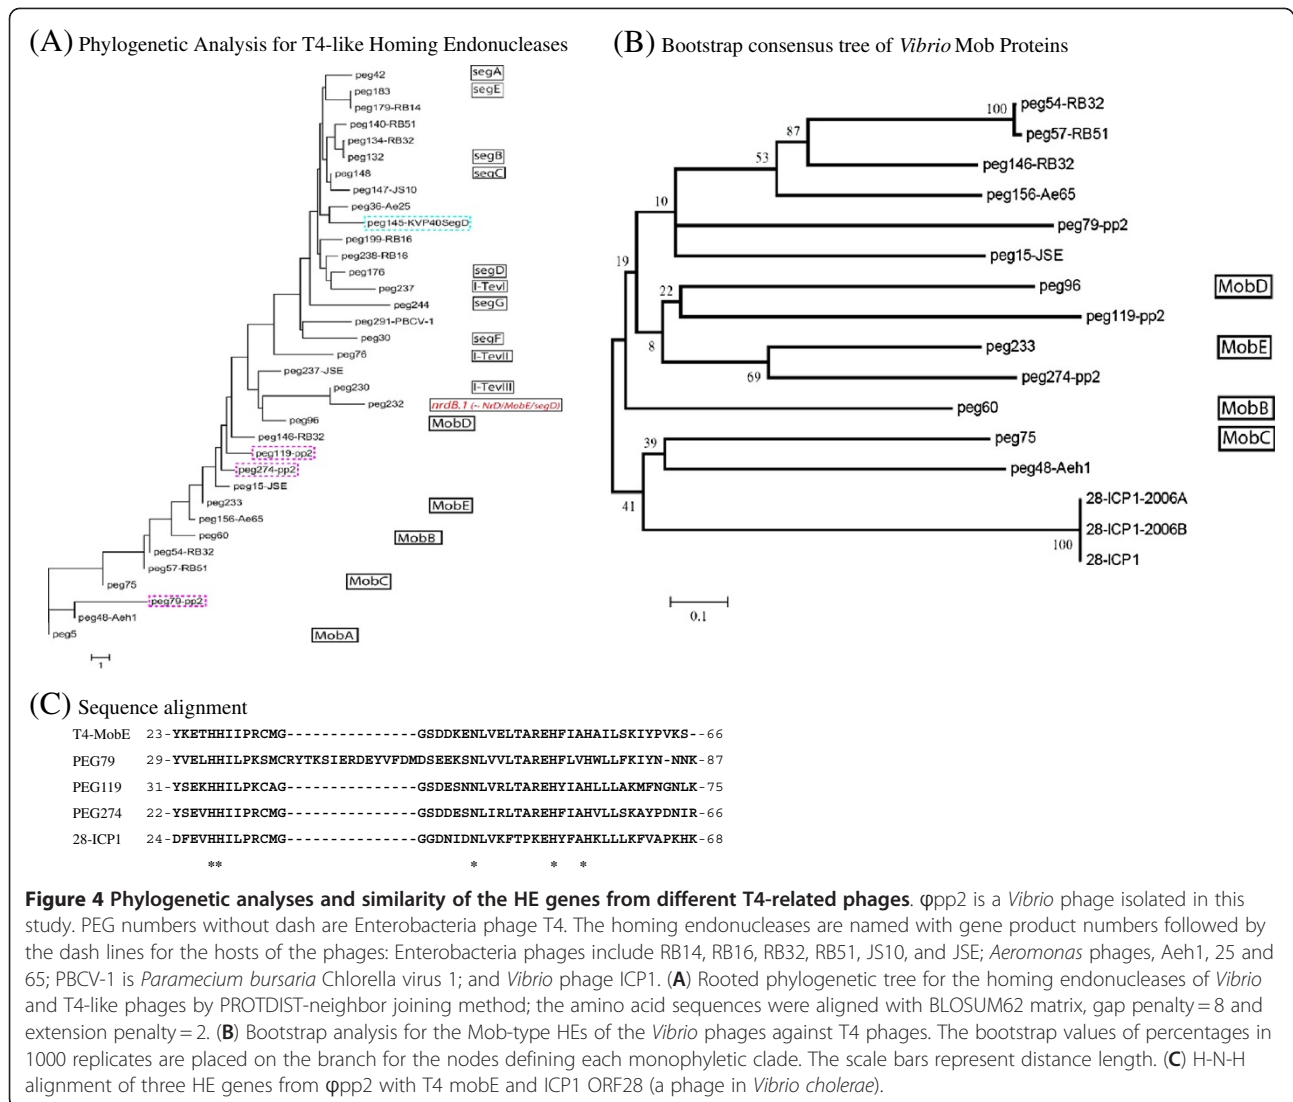 (A) Phylogenetic Analysis for T4-like Homing Endonucleases
peg42 segA
peg183 segE
peg179-RB14
peg140-RB51
peg134-RB32
peg132 segB
peg148 segC
peg147-JS10
peg36-Ae25
peg145-KVP40SegD
peg199-RB16
peg238-RB16
peg176 segD
peg237 I-TevI
peg244 segG
peg291-PBCV-1
peg30 segF
peg76 I-TevII
peg237-JSE
peg230 I-TevIII
peg232 nrdB.1 (~ NrD/MobE/segD)
peg96 MobD
peg146-RB32
peg119-pp2
peg274-pp2
peg15-JSE
peg233 MobE
peg156-Ae65
peg60 MobB
peg54-RB32
peg57-RB51
peg75 MobC
peg79-pp2
peg48-Aeh1
peg5 MobA
1
(B) Bootstrap consensus tree of Vibrio Mob Proteins
100 peg54-RB32
peg57-RB51
87
peg146-RB32
53
peg156-Ae65
10
peg79-pp2
peg15-JSE
19
22 peg96 MobD
peg119-pp2
8
peg233 MobE
69 peg274-pp2
peg60 MobB
39 peg75 MobC
peg48-Aeh1
41
28-ICP1-2006A
28-ICP1-2006B
100
28-ICP1
0.1
(C) Sequence alignment
T4-MobE 23-YKETHHIIPRCMG---------------GSDDKENLVELTAREHFIAHAILSKIYPVKS--66
PEG79 29-YVELHHILPKSMCRYTKSIERDEYVFDMDSEEKSNLVVLTAREHFLVHWLLFKIYN-NNK-87
PEG119 31-YSEKHHILPKCAG---------------GSDESNNLVRLTAREHYIAHLLLAKMFNGNLK-75
PEG274 22-YSEVHHIIPRCMG---------------GSDDESNLIRLTAREHFIAHVLLSKAYPDNIR-66
28-ICP1 24-DFEVHHILPRCMG---------------GGDNIDNLVKFTPKEHYFAHKLLLKFVAPKHK-68
** * * *
Figure 4 Phylogenetic analyses and similarity of the HE genes from different T4-related phages. φpp2 is a Vibrio phage isolated in this
study. PEG numbers without dash are Enterobacteria phage T4. The homing endonucleases are named with gene product numbers followed by
the dash lines for the hosts of the phages: Enterobacteria phages include RB14, RB16, RB32, RB51, JS10, and JSE; Aeromonas phages, Aeh1, 25 and
65; PBCV-1 is Paramecium bursaria Chlorella virus 1; and Vibrio phage ICP1. (A) Rooted phylogenetic tree for the homing endonucleases of Vibrio
and T4-like phages by PROTDIST-neighbor joining method; the amino acid sequences were aligned with BLOSUM62 matrix, gap penalty = 8 and
extension penalty = 2. (B) Bootstrap analysis for the Mob-type HEs of the Vibrio phages against T4 phages. The bootstrap values of percentages in
1000 replicates are placed on the branch for the nodes defining each monophyletic clade. The scale bars represent distance length. (C) H-N-H
alignment of three HE genes from φpp2 with T4 mobE and ICP1 ORF28 (a phage in Vibrio cholerae).